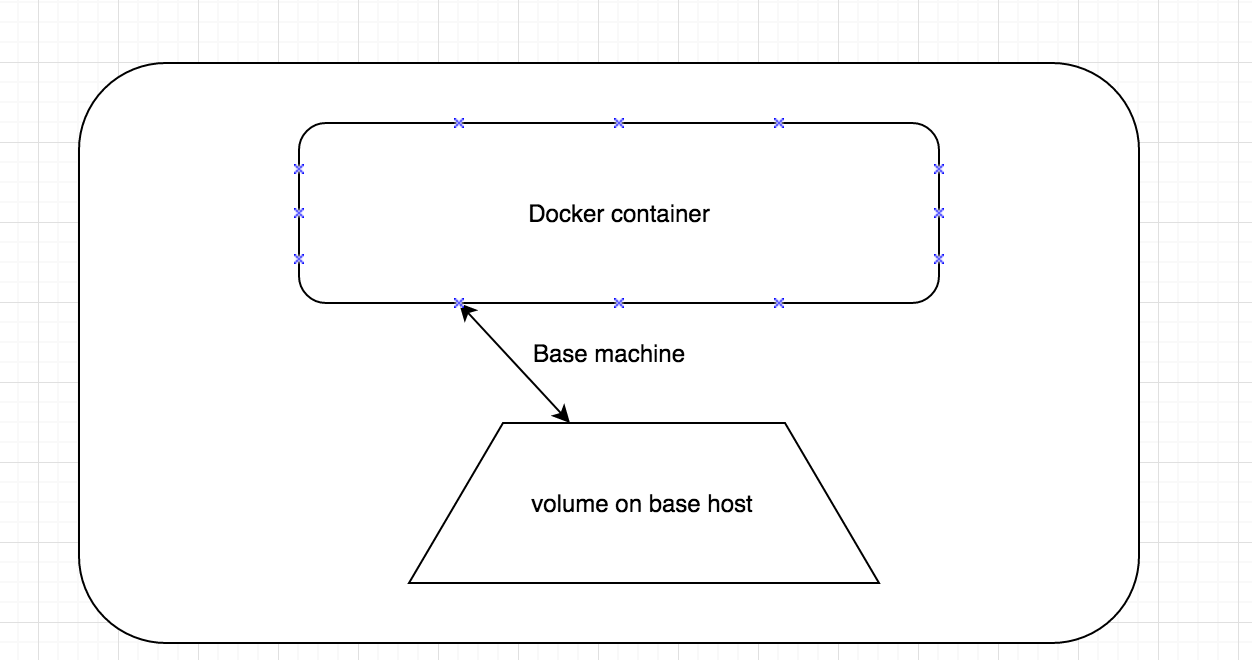 Docker container
Base machine
volume on base host